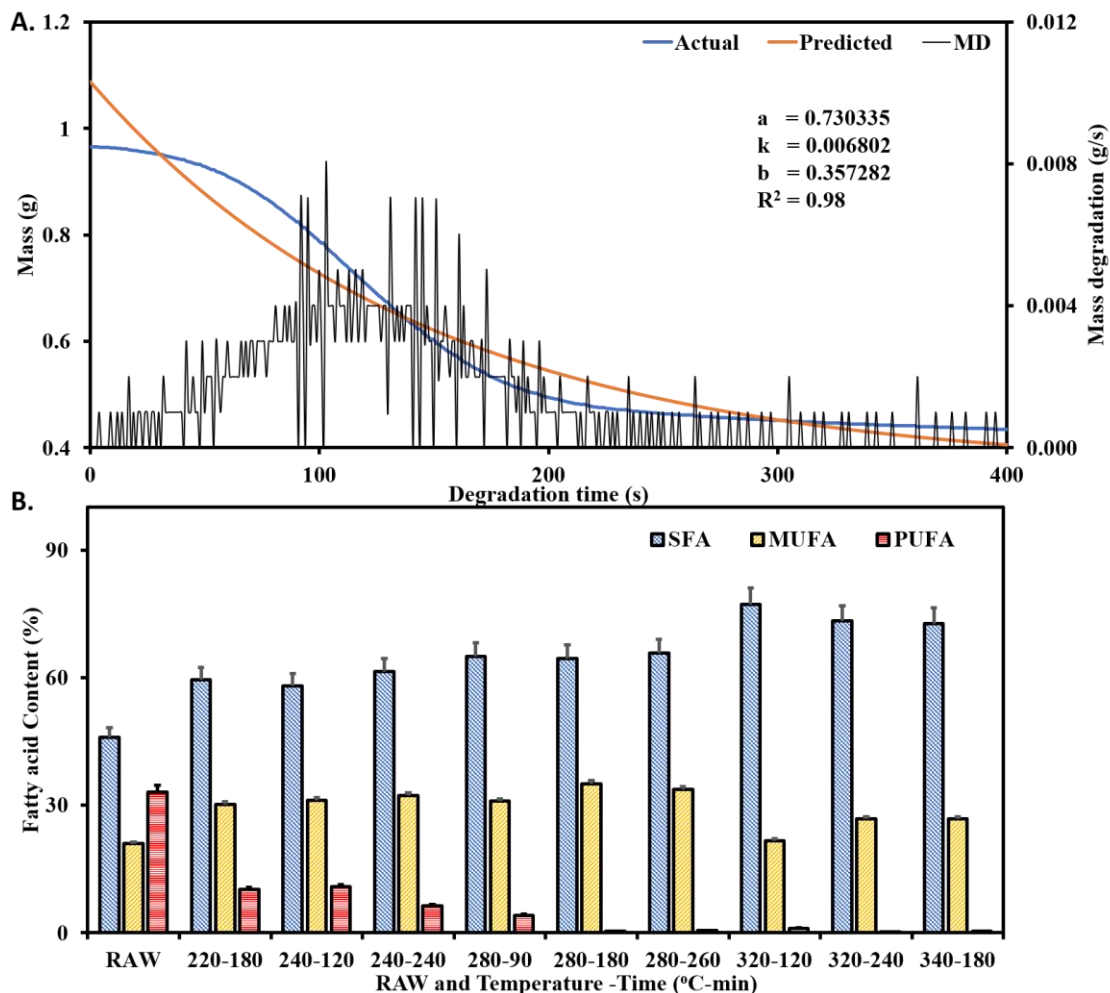 A.
Actual Predicted MD
a = 0.730335
k = 0.006802
b = 0.357282
R² = 0.98
1.2
1
0.8
0.6
0.4
Mass (g)
0.012
0.008
0.004
0.000
Mass degradation (g/s)
0 100 200 300 400
Degradation time (s)
B.
SFA MUFA PUFA
90
60
30
0
Fatty acid Content (%)
RAW 220-180 240-120 240-240 280-90 280-180 280-260 320-120 320-240 340-180
RAW and Temperature -Time (°C-min)